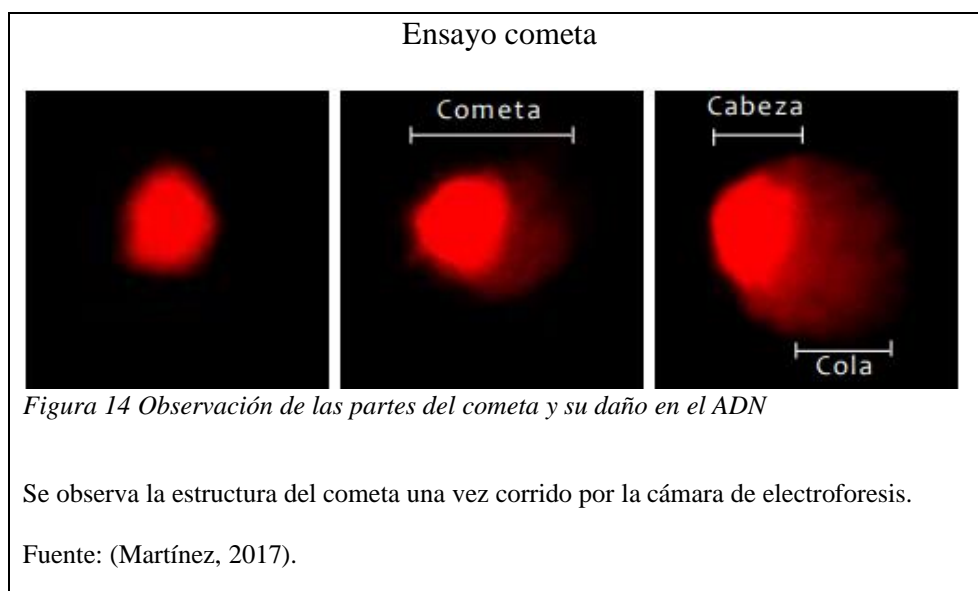 Ensayo cometa
Cometa
Cabeza
Cola
Figura 14 Observación de las partes del cometa y su daño en el ADN
Se observa la estructura del cometa una vez corrido por la cámara de electroforesis.
Fuente: (Martínez, 2017).